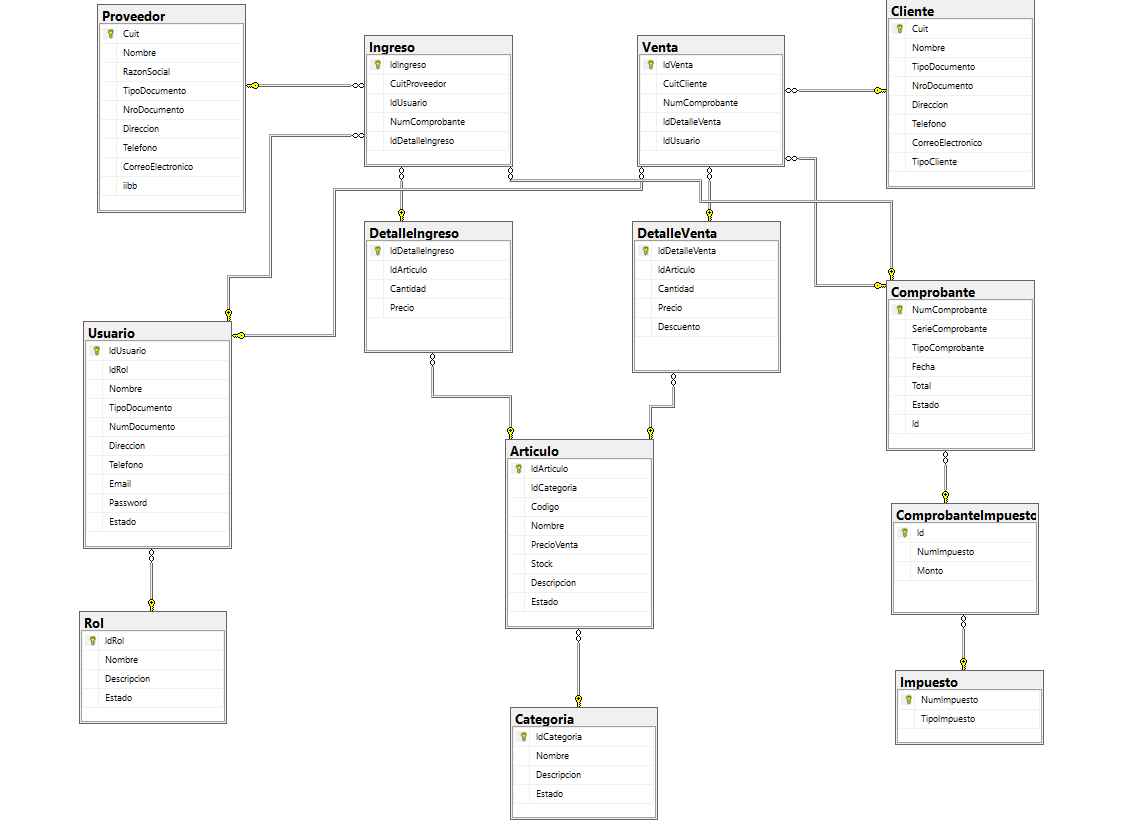 Proveedor
Cuit
Nombre
RazonSocial
TipoDocumento
NroDocumento
Direccion
Telefono
CorreoElectronico
iibb
Ingreso
IdIngreso
CuitProveedor
IdUsuario
NumComprobante
IdDetalleIngreso
Venta
IdVenta
CuitCliente
NumComprobante
IdDetalleVenta
IdUsuario
Cliente
Cuit
Nombre
TipoDocumento
NroDocumento
Direccion
Telefono
CorreoElectronico
TipoCliente
DetalleIngreso
IdDetalleIngreso
IdArticulo
Cantidad
Precio
DetalleVenta
IdDetalleVenta
IdArticulo
Cantidad
Precio
Descuento
Comprobante
NumComprobante
SerieComprobante
TipoComprobante
Fecha
Total
Estado
Id
Usuario
IdUsuario
IdRol
Nombre
TipoDocumento
NumDocumento
Direccion
Telefono
Email
Password
Estado
Articulo
IdArticulo
IdCategoria
Codigo
Nombre
PrecioVenta
Stock
Descripcion
Estado
ComprobanteImpuesto
Id
NumImpuesto
Monto
Rol
IdRol
Nombre
Descripcion
Estado
Impuesto
NumImpuesto
TipoImpuesto
Categoria
IdCategoria
Nombre
Descripcion
Estado